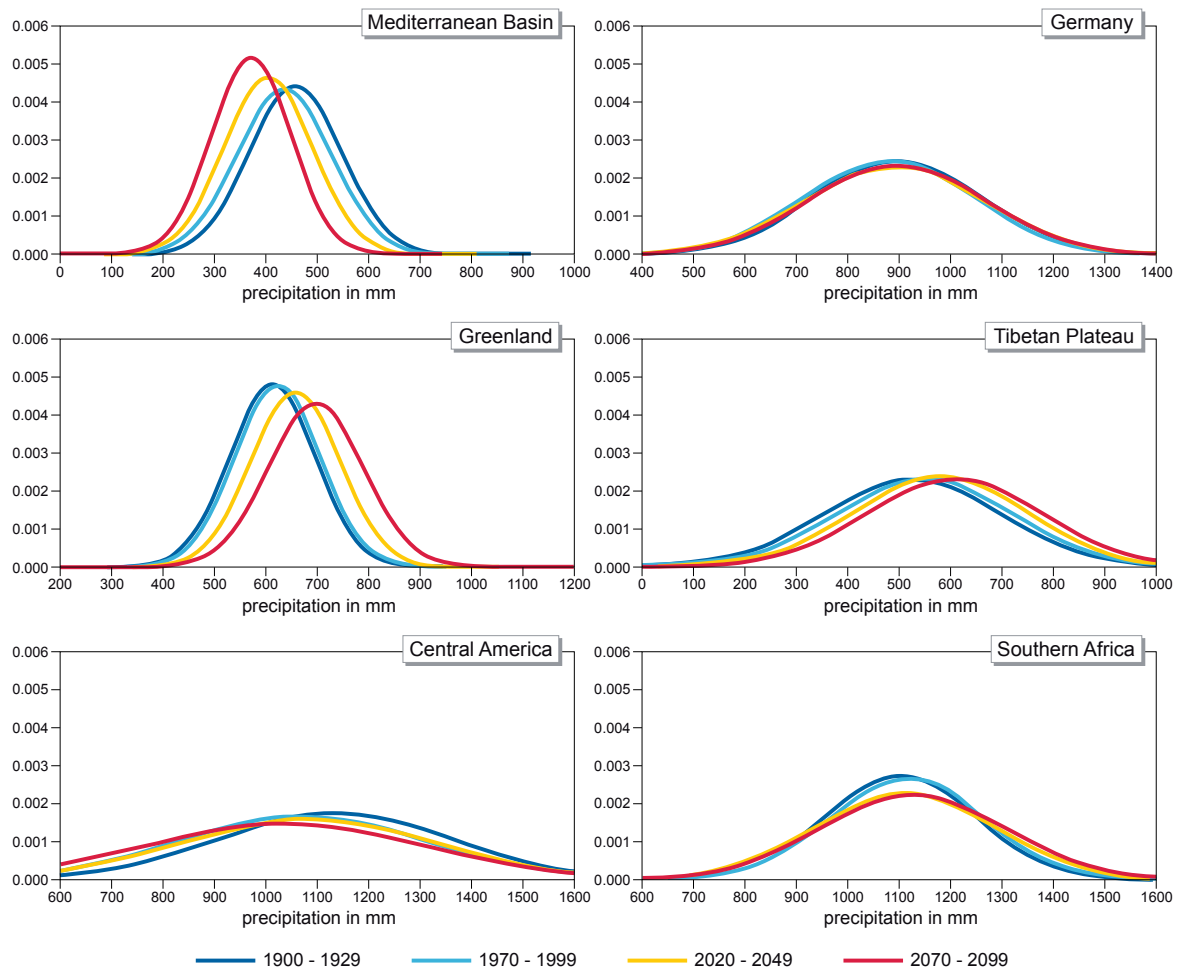 Mediterranean Basin
0.006
0.005
0.004
0.003
0.002
0.001
0.000
0 100 200 300 400 500 600 700 800 900 1000
precipitation in mm
Germany
0.006
0.005
0.004
0.003
0.002
0.001
0.000
400 500 600 700 800 900 1000 1100 1200 1300 1400
precipitation in mm
Greenland
0.006
0.005
0.004
0.003
0.002
0.001
0.000
200 300 400 500 600 700 800 900 1000 1100 1200
precipitation in mm
Tibetan Plateau
0.006
0.005
0.004
0.003
0.002
0.001
0.000
0 100 200 300 400 500 600 700 800 900 1000
precipitation in mm
Central America
0.006
0.005
0.004
0.003
0.002
0.001
0.000
600 700 800 900 1000 1100 1200 1300 1400 1500 1600
precipitation in mm
Southern Africa
0.006
0.005
0.004
0.003
0.002
0.001
0.000
600 700 800 900 1000 1100 1200 1300 1400 1500 1600
precipitation in mm
1900 - 1929 1970 - 1999 2020 - 2049 2070 - 2099